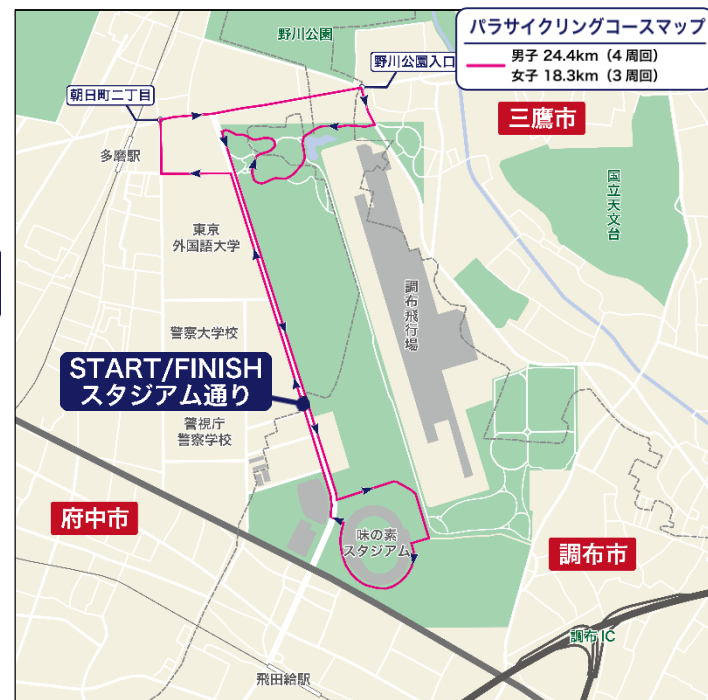 パラサイクリングコースマップ
男子 24.4km（4 周回）
女子 18.3km（3 周回）
野川公園
野川公園入口
朝日町二丁目
三鷹市
多磨駅
国立天文台
東京
外国語大学
調布飛行場
警察大学校
START/FINISH
スタジアム通り
警視庁
警察学校
府中市
味の素
スタジアム
調布市
調布 IC
飛田給駅